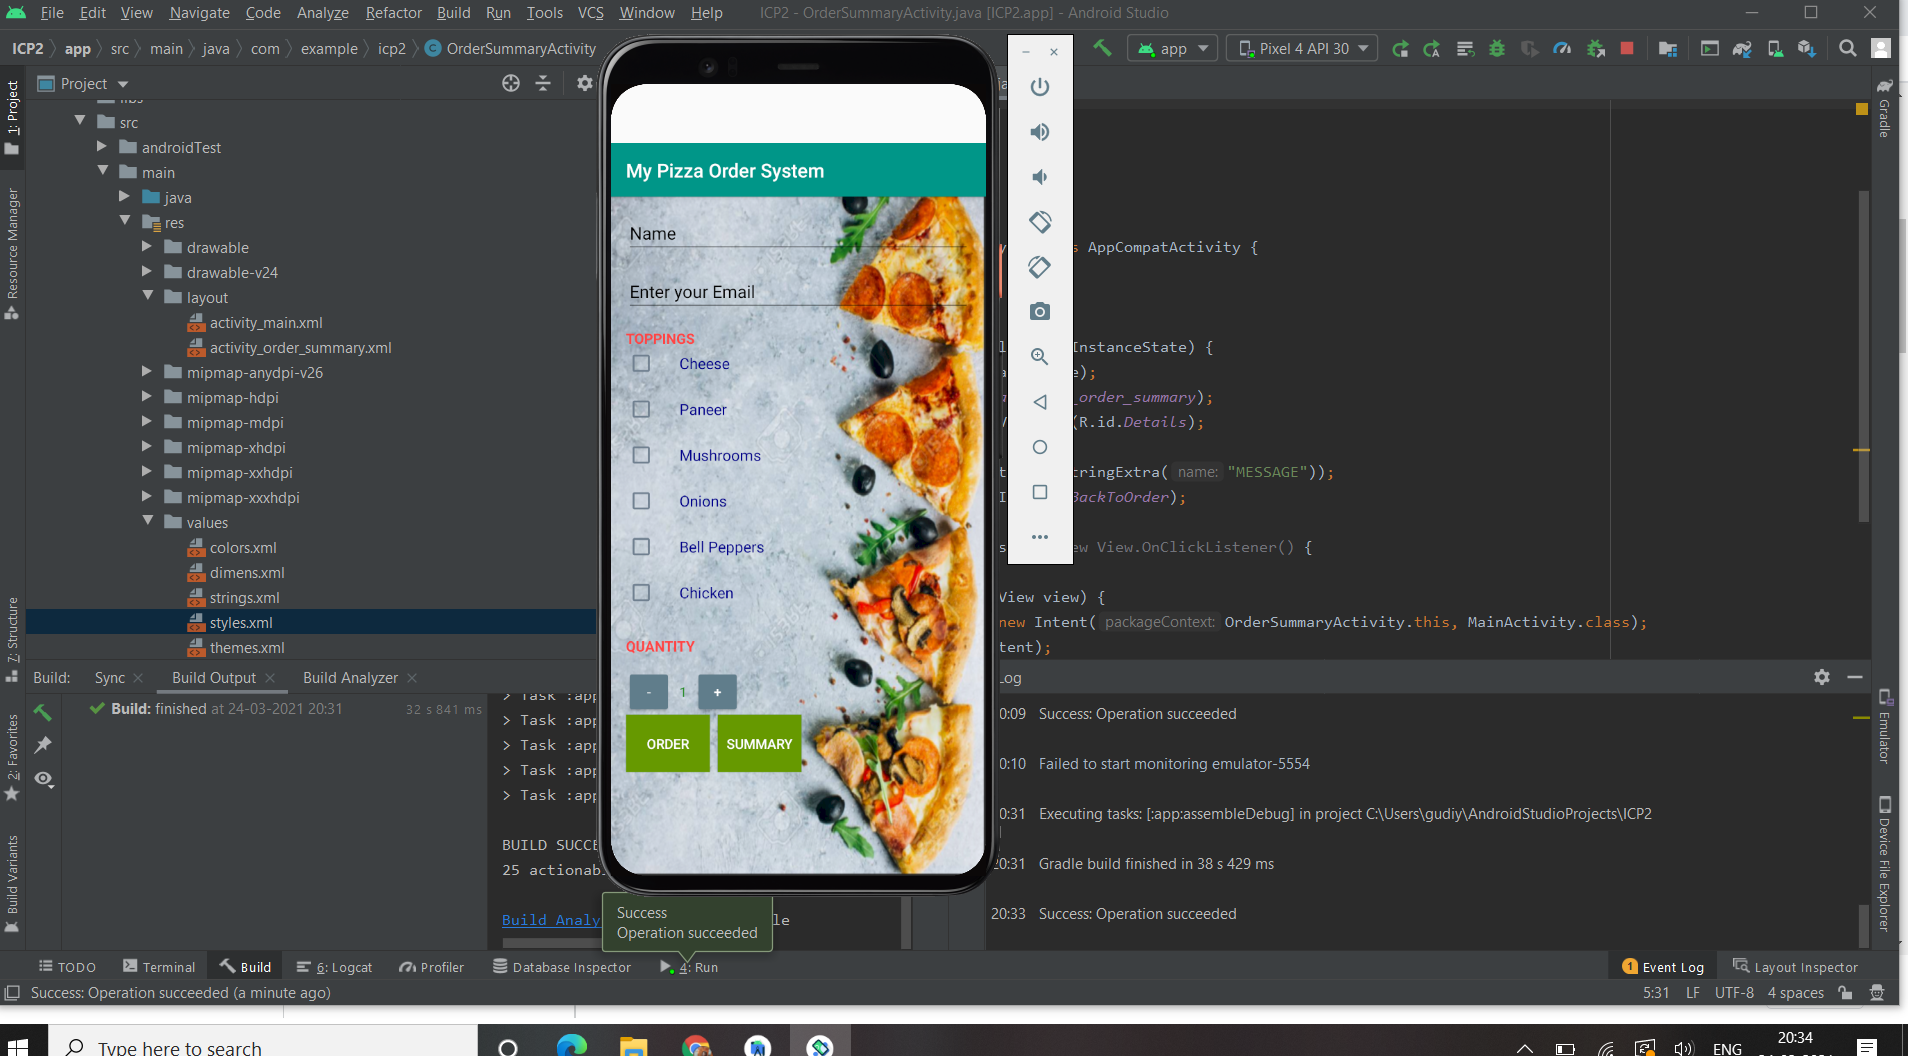 File Edit View Navigate Code Analyze Refactor Build Run Tools VCS Window Help ICP2 - OrderSummaryActivity.java [ICP2.app] - Android Studio
ICP2 app src main java com example icp2 OrderSummaryActivity
app Pixel 4 API 30
Project
1: Project
Resource Manager
7: Structure
2: Favorites
Build Variants
libs
src
androidTest
main
java
res
drawable
drawable-v24
layout
activity_main.xml
activity_order_summary.xml
mipmap-anydpi-v26
mipmap-hdpi
mipmap-mdpi
mipmap-xhdpi
mipmap-xxhdpi
mipmap-xxxhdpi
values
colors.xml
dimens.xml
strings.xml
styles.xml
themes.xml
My Pizza Order System
Name
Enter your Email
TOPPINGS
Cheese
Paneer
Mushrooms
Onions
Bell Peppers
Chicken
QUANTITY
- 1 +
ORDER SUMMARY
AppCompatActivity {
InstanceState) {
e);
_order_summary);
(R.id.Details);
tringExtra( name: "MESSAGE"));
BackToOrder);
ew View.OnClickListener() {
View view) {
new Intent( packageContext: OrderSummaryActivity.this, MainActivity.class);
tent);
Gradle
Emulator
Device File Explorer
Build: Sync Build Output Build Analyzer
Build: finished at 24-03-2021 20:31 32 s 841 ms
> Task :app
> Task :app
> Task :app
> Task :app
> Task :app
BUILD SUCCE
25 actionab
Build Analy le
Log
0:09 Success: Operation succeeded
0:10 Failed to start monitoring emulator-5554
0:31 Executing tasks: [:app:assembleDebug] in project C:\Users\gudiy\AndroidStudioProjects\ICP2
20:31 Gradle build finished in 38 s 429 ms
20:33 Success: Operation succeeded
Success
Operation succeeded
TODO Terminal Build 6: Logcat Profiler Database Inspector 4: Run 1 Event Log Layout Inspector
Success: Operation succeeded (a minute ago) 5:31 LF UTF-8 4 spaces
Type here to search ENG 20:34